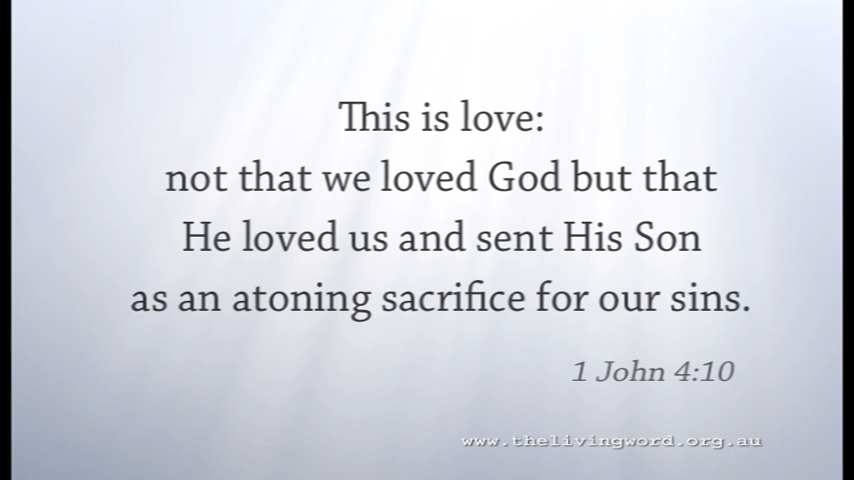 This is love:
not that we loved God but that
He loved us and sent His Son
as an atoning sacrifice for our sins.
1 John 4:10
www.thelivingword.org.au